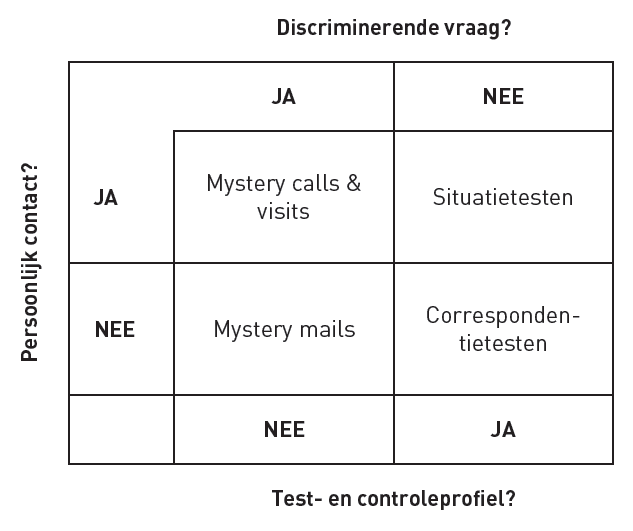 Discriminerende vraag?
JA
NEE
Persoonlijk contact?
JA
Mystery calls &
visits
Situatietesten
NEE
Mystery mails
Corresponden-
tietesten
NEE
JA
Test- en controleprofiel?